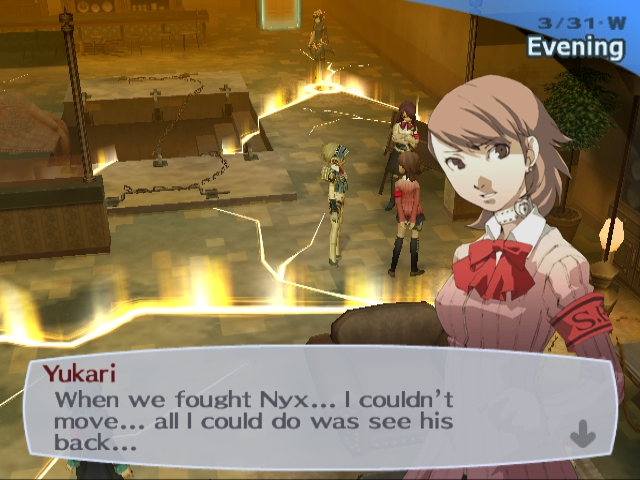 3/31·W
Evening
S.
Yukari
When we fought Nyx... I couldn't
move... all I could do was see his
back...